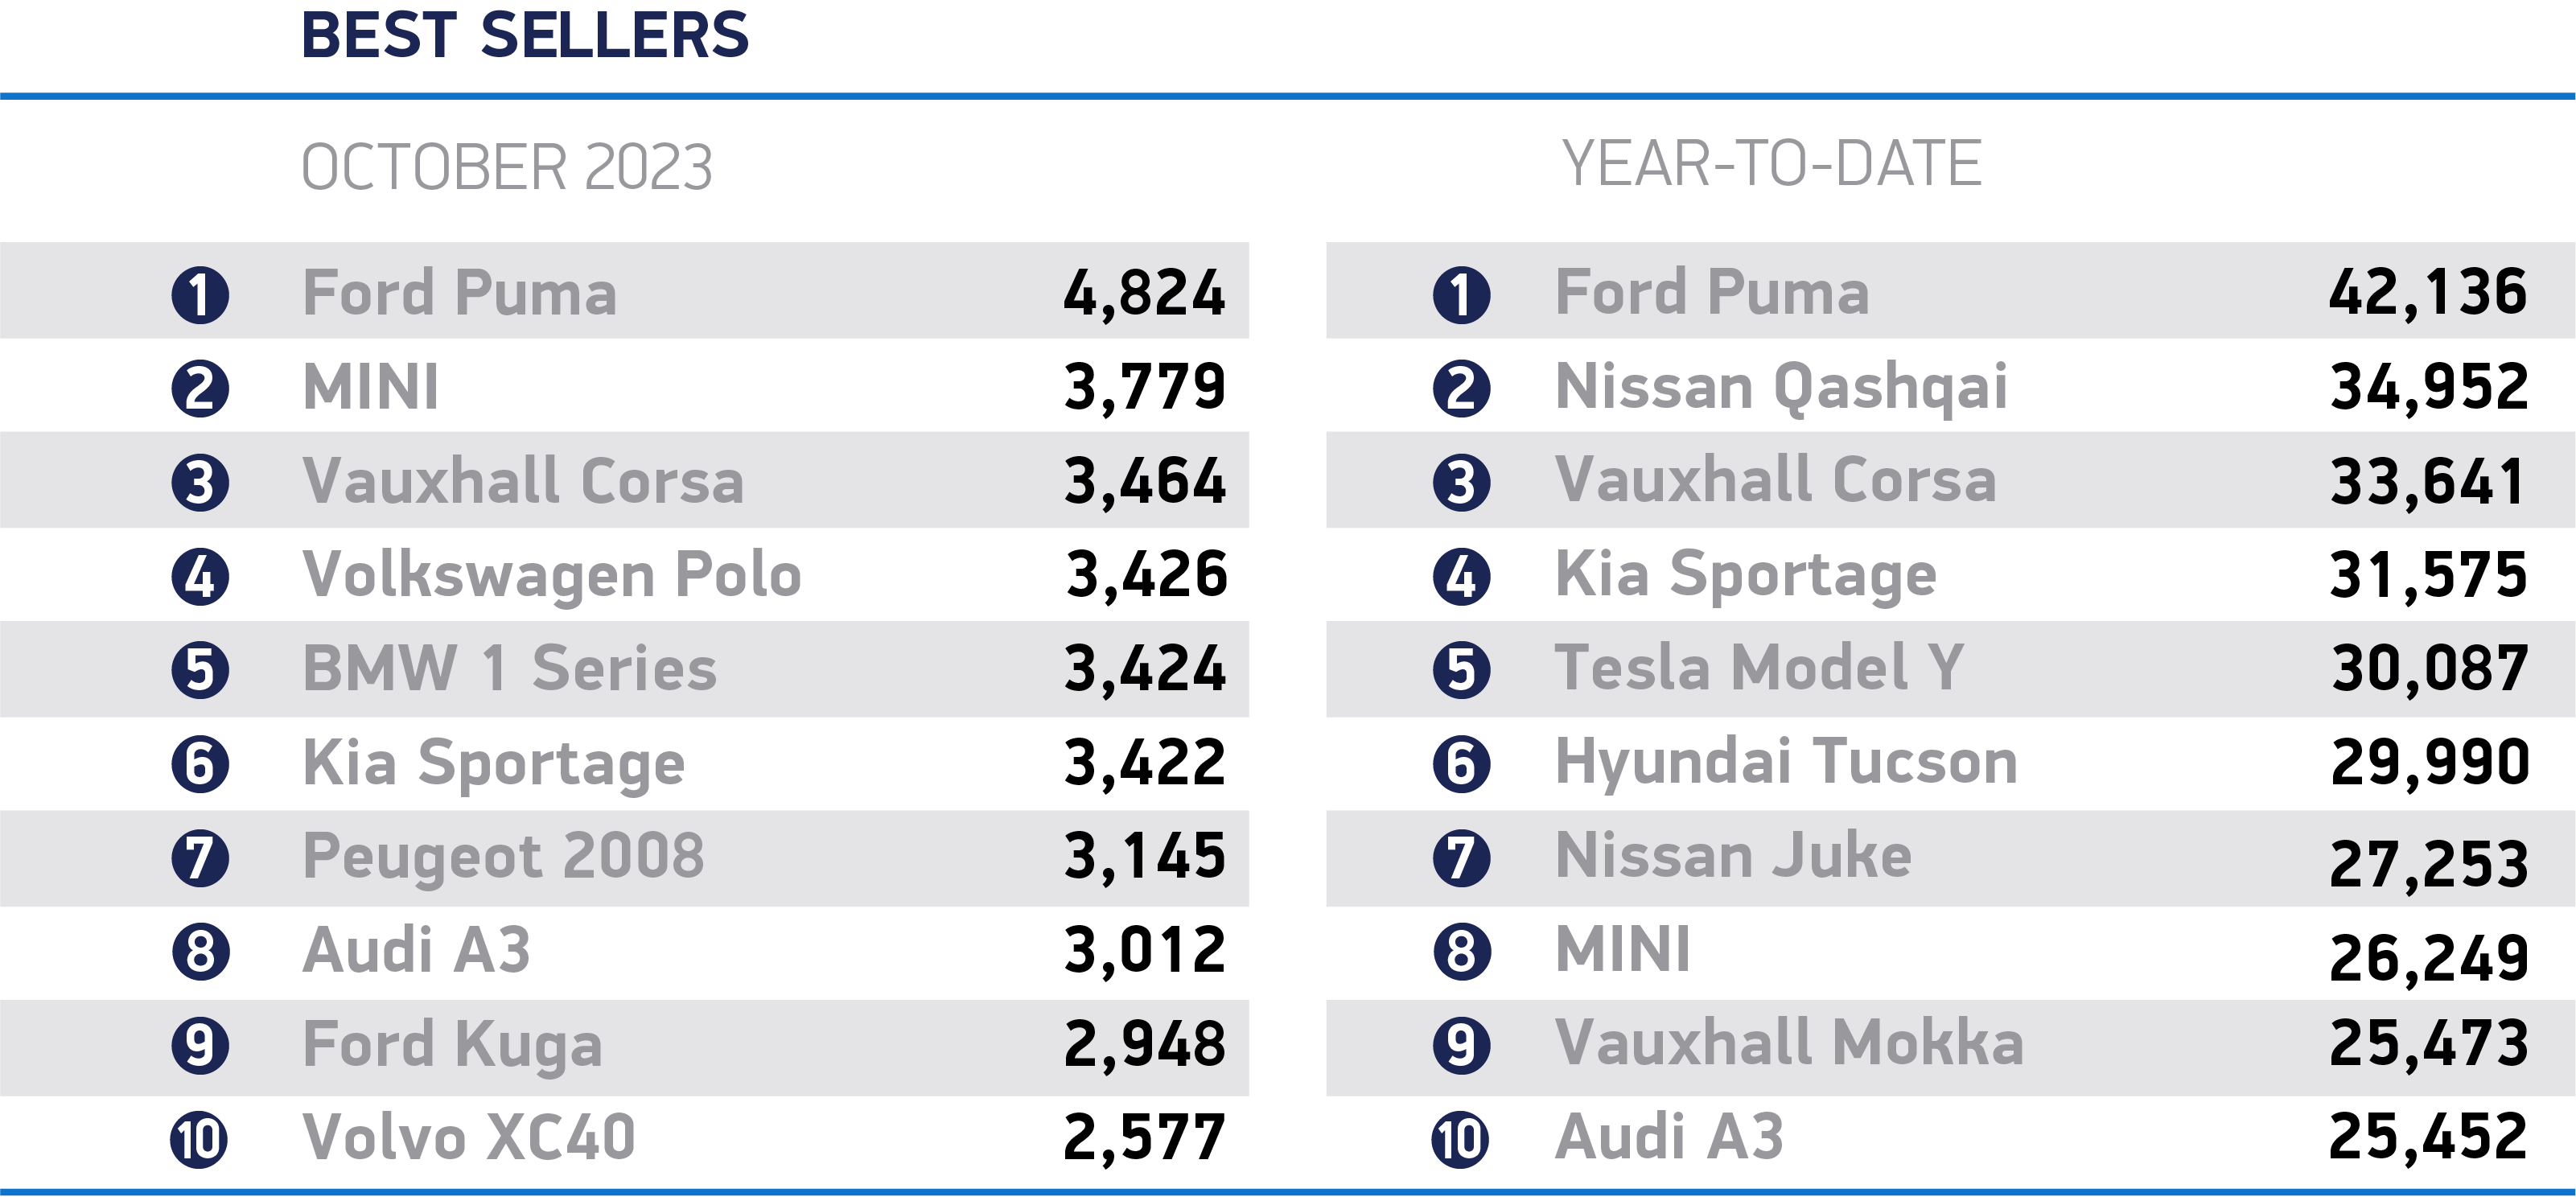 BEST SELLERS
OCTOBER 2023
1 Ford Puma 4,824
2 MINI 3,779
3 Vauxhall Corsa 3,464
4 Volkswagen Polo 3,426
5 BMW 1 Series 3,424
6 Kia Sportage 3,422
7 Peugeot 2008 3,145
8 Audi A3 3,012
9 Ford Kuga 2,948
10 Volvo XC40 2,577
YEAR-TO-DATE
1 Ford Puma 42,136
2 Nissan Qashqai 34,952
3 Vauxhall Corsa 33,641
4 Kia Sportage 31,575
5 Tesla Model Y 30,087
6 Hyundai Tucson 29,990
7 Nissan Juke 27,253
8 MINI 26,249
9 Vauxhall Mokka 25,473
10 Audi A3 25,452